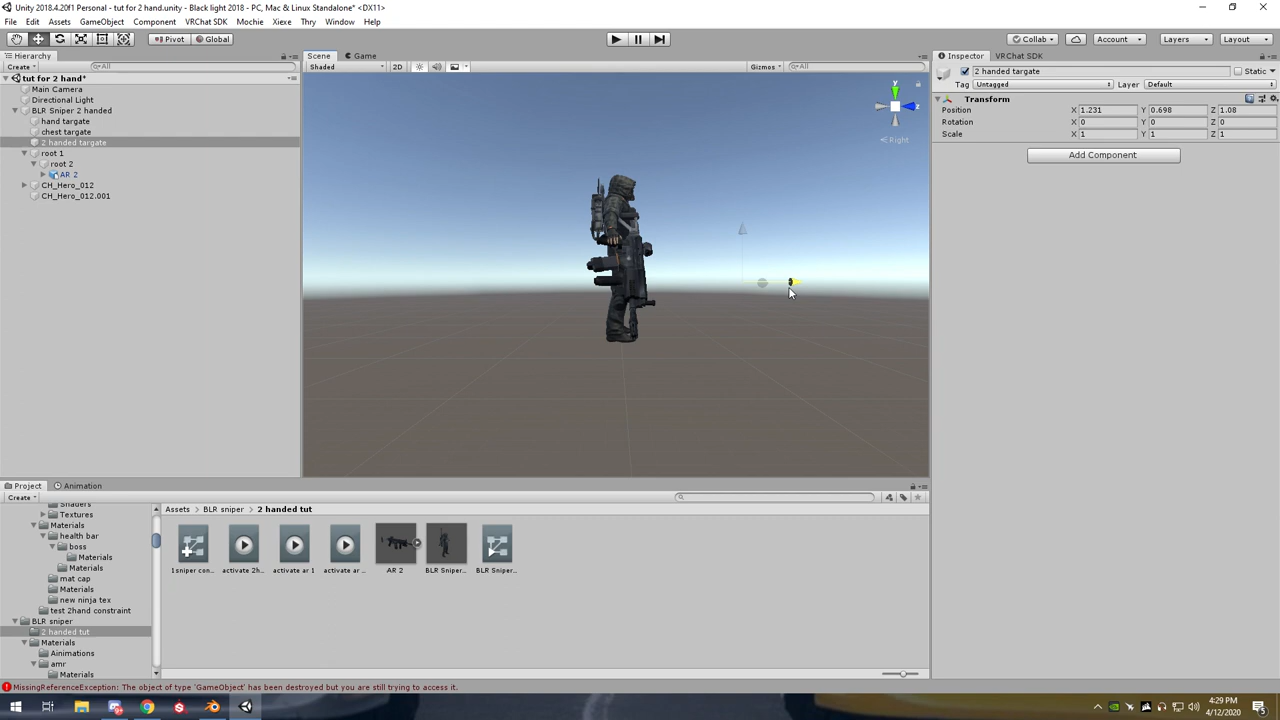 Unity 2018.4.20f1 Personal - tut for 2 hand.unity - Black light 2018 - PC, Mac & Linux Standalone* <DX11>
File Edit Assets GameObject Component VRChat SDK Mochie Xiexe Thry Window Help
Pivot Global Collab Account Layers Layout
Hierarchy Scene Game Inspector VRChat SDK
Create All Shaded 2D Gizmos All 2 handed targate Static
tut for 2 hand* Tag Untagged Layer Default
Main Camera y Transform
Directional Light z Position X 1.231 Y 0.698 Z 1.08
BLR Sniper 2 handed Rotation X 0 Y 0 Z 0
hand targate Scale X 1 Y 1 Z 1
chest targate
2 handed targate Right
root 1 Add Component
root 2
AR 2
CH_Hero_012
CH_Hero_012.001
Project Animation
Create
Shaders Assets BLR sniper 2 handed tut
Textures
Materials
health bar
boss
Materials
Materials 1sniper con... activate 2h... activate ar 1 activate ar ... AR 2 BLR Sniper... BLR Sniper...
mat cap
Materials
new ninja tex
test 2hand constraint
BLR sniper
2 handed tut
Materials
Ainimations
amr
Materials
MissingReferenceException: The object of type 'GameObject' has been destroyed but you are still trying to access it.
4:29 PM
4/12/2020
5